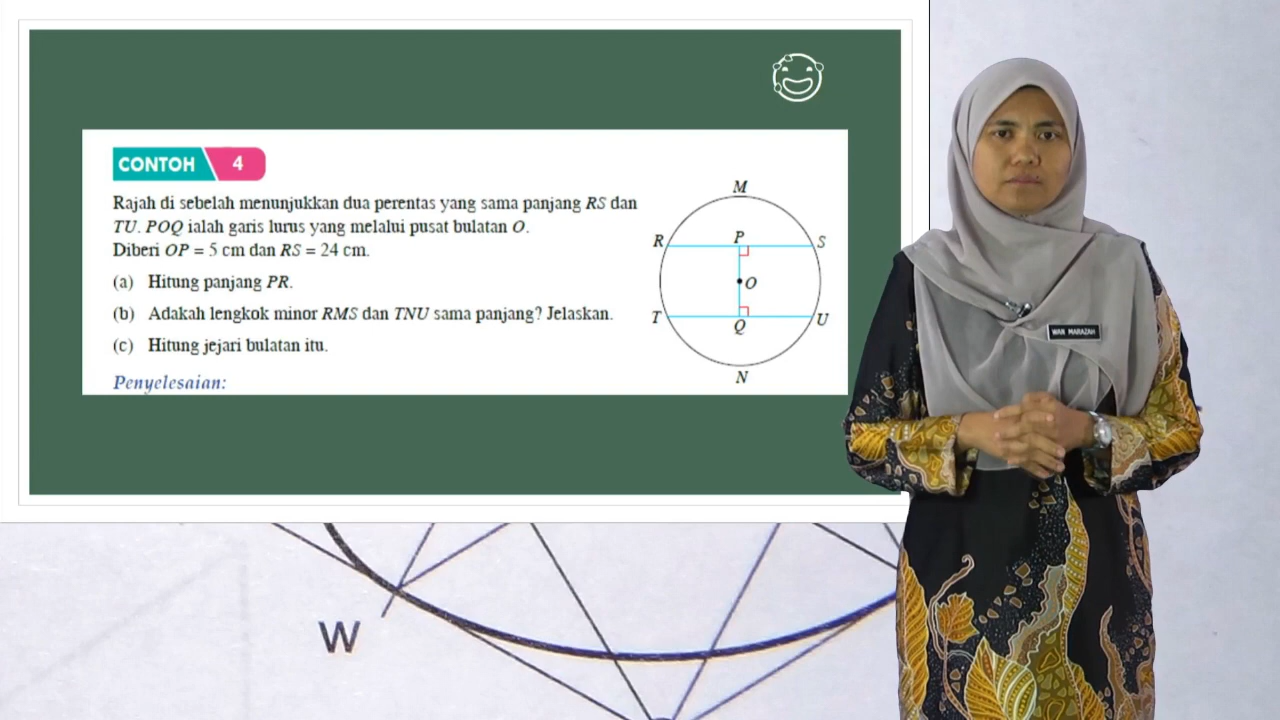 CONTOH 4
Rajah di sebelah menunjukkan dua perentas yang sama panjang RS dan
TU. POQ ialah garis lurus yang melalui pusat bulatan O.
Diberi OP = 5 cm dan RS = 24 cm.
(a) Hitung panjang PR.
(b) Adakah lengkok minor RMS dan TNU sama panjang? Jelaskan.
(c) Hitung jejari bulatan itu.
Penyelesaian:
M
R P S
O
T Q U
N
WAN MARAZAH
W